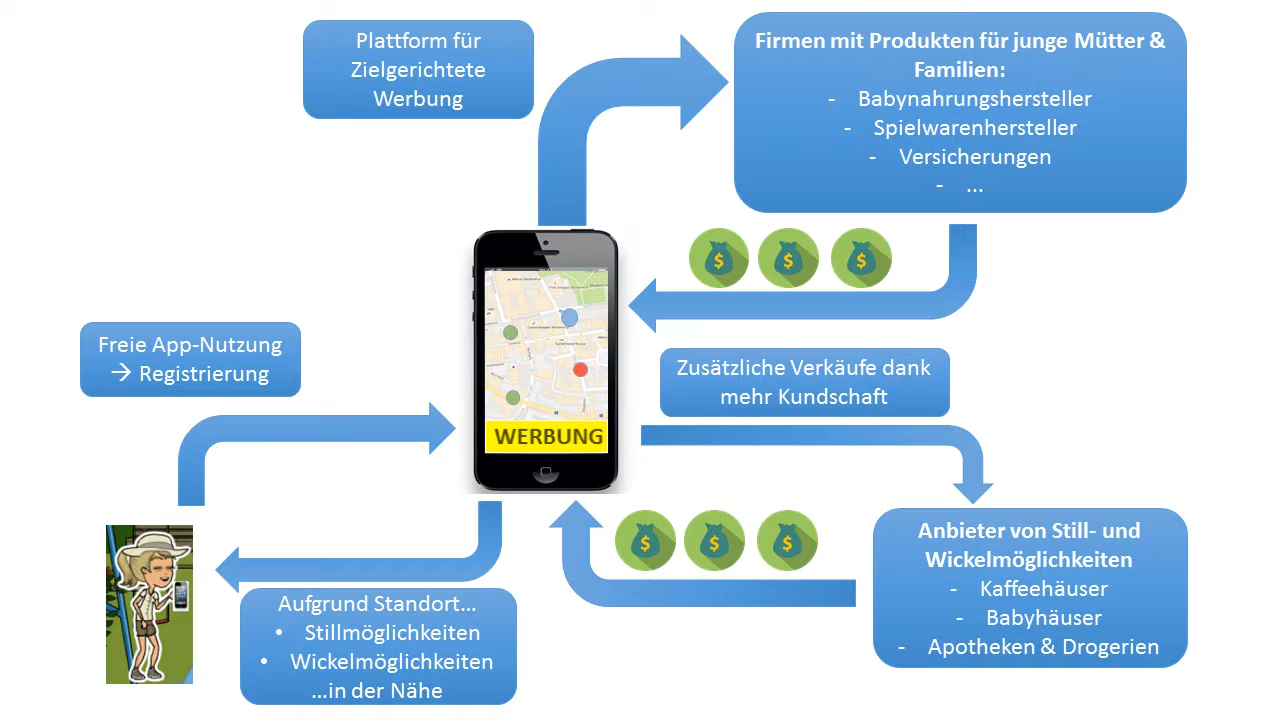 Plattform für
Zielgerichtete
Werbung
Firmen mit Produkten für junge Mütter &
Familien:
- Babynahrungshersteller
- Spielwarenhersteller
- Versicherungen
- ...
$ $ $
Freie App-Nutzung
→ Registrierung
Zusätzliche Verkäufe dank
mehr Kundschaft
WERBUNG
$ $ $
Anbieter von Still- und
Wickelmöglichkeiten
- Kaffeehäuser
- Babyhäuser
- Apotheken & Drogerien
Aufgrund Standort...
• Stillmöglichkeiten
• Wickelmöglichkeiten
...in der Nähe